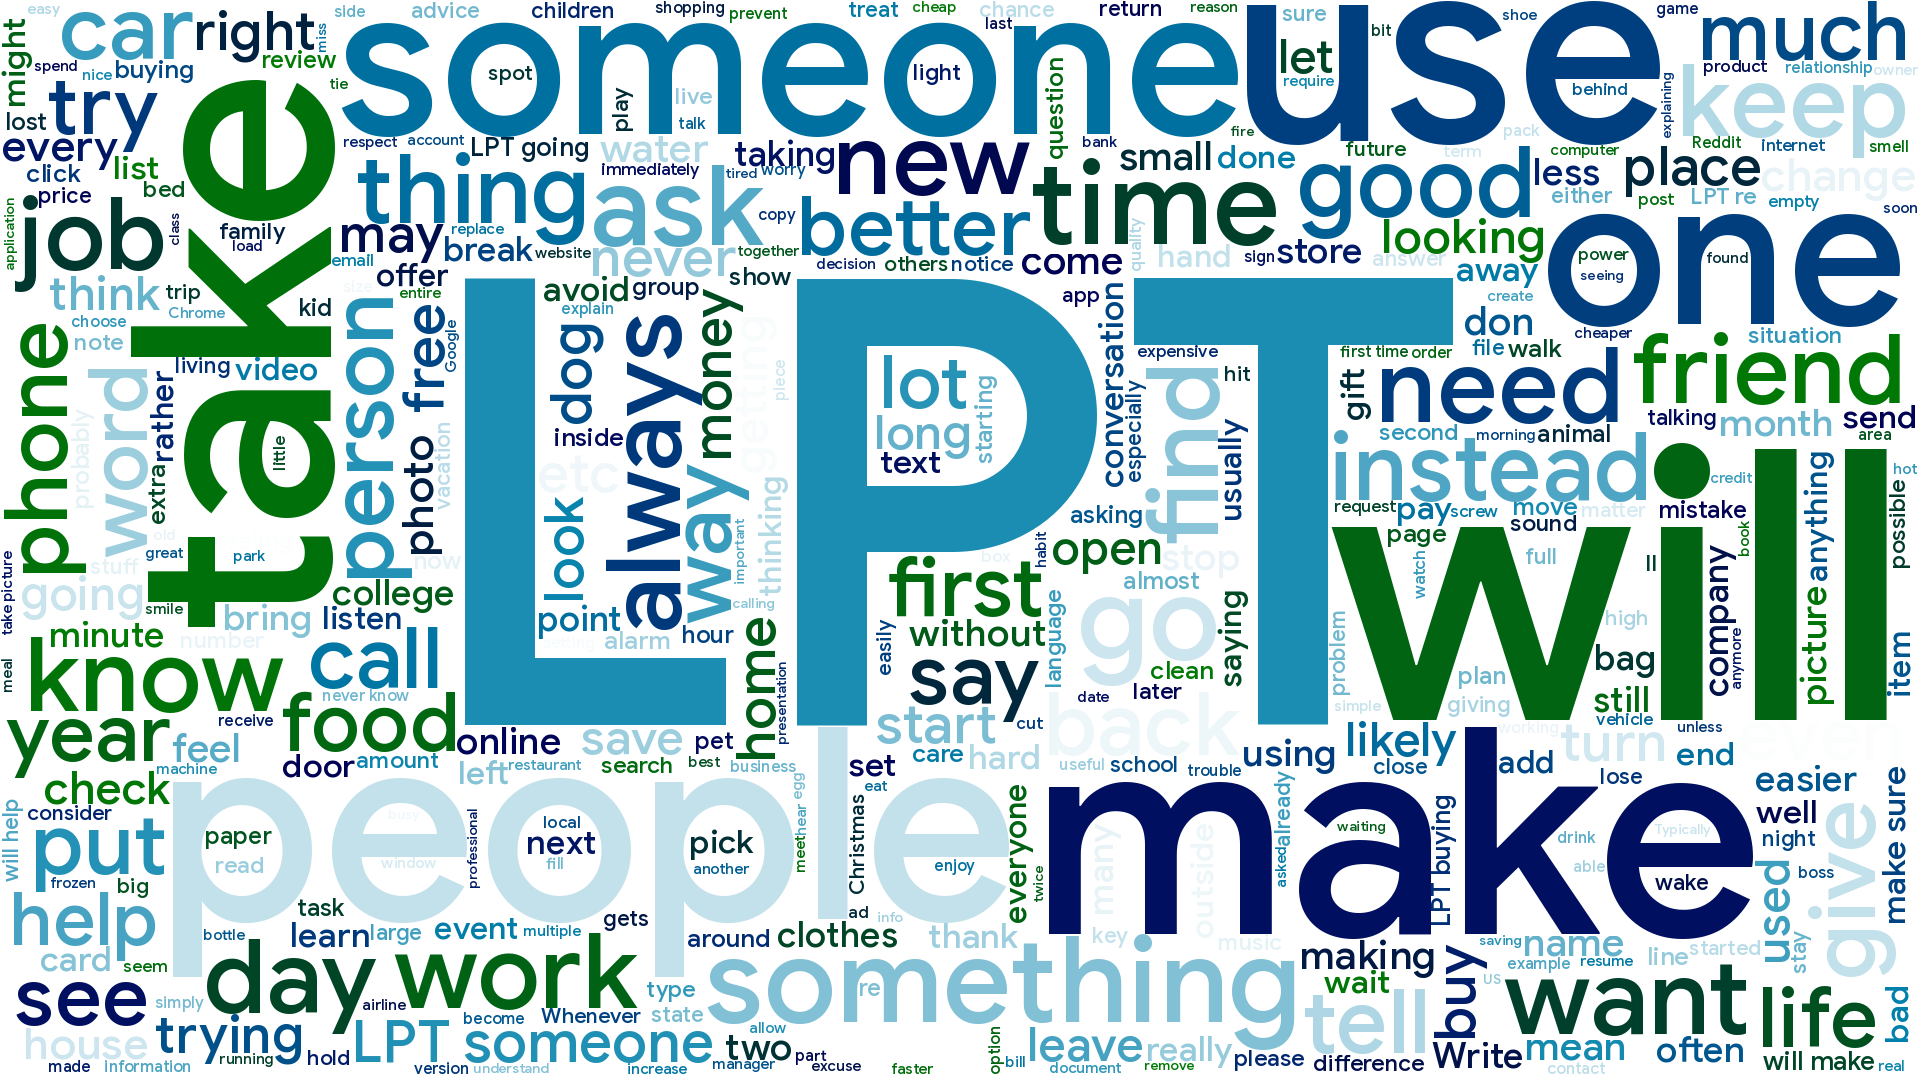 easy
side
advice
children
shopping
prevent
treat
cheap
chance
last
return
reason
sure
shoe
bit
game
might
car
right
miss
someone
use
much
spend
nice
buying
review
tie
spot
light
let
require
behind
explaining
product
relationship
owner
lost
try
take
play
live
talk
question
keep
every
list
click
price
bed
respect
account
LPT going
water
immediately
taking
tired
worry
new
fire
bank
small
done
future
pack
term
computer
Reddit
internet
smell
less
place
change
either
post
LPT re
empty
soon
application
job
class
family
load
thing
ask
copy
better
time
good
may
replace
break
website
never
together
decision
others
notice
come
quality
hand
sign
store
answer
looking
away
one
power
seeing
found
email
offer
size
entire
think
trip
Chrome
kid
choose
note
avoid
group
show
explain
app
create
don
cheaper
situation
phone
living
video
person
free
Google
dog
always
money
getting
piece
LPT
lot
long
text
starting
conversation
expensive
especially
hit
find
first time
order
file
walk
gift
need
friend
talking
month
send
area
word
rather
probably
extra
little
photo
vacation
inside
etc
look
way
thinking
important
usually
second
morning
animal
instead
will
credit
hot
asking
request
pay
screw
move
sound
matter
mistake
anything
possible
old
great
park
stuff
how
habit
box
open
stop
almost
page
watch
full
ll
book
company
take picture
going
smile
bring
college
listen
point
alarm
hour
calling
first
without
easily
language
go
clean
saying
high
picture
anymore
item
minute
number
know
call
home
presentation
say
date
later
problem
plan
giving
bag
still
simple
vehicle
unless
meal
never know
receive
year
food
feel
online
save
pet
start
cut
back
working
likely
turn
end
machine
door
amount
left
restaurant
search
best
business
set
care
hard
useful
school
trouble
using
close
add
lose
easier
check
consider
will help
put
people
paper
read
busy
window
professional
local
next
fill
pick
another
hear
egg
meet
Christmas
eat
enjoy
everyone
twice
make
many
outside
already
asked
waiting
LPT buying
drink
able
Typically
wake
well
night
boss
used
give
make sure
frozen
big
help
task
bottle
learn
large
event
multiple
gets
around
ad
info
clothes
thank
key
music
making
saving
name
example
resume
line
started
stay
card
seem
see
simply
day
airline
work
type
state
something
re
wait
tell
buy
us
want
life
bad
house
trying
running
hold
LPT someone
become
Whenever
version
understand
increase
two
allow
manager
part
excuse
faster
option
bill
leave
document
really
remove
please
difference
Write
mean
contact
often
will make
real
made
information